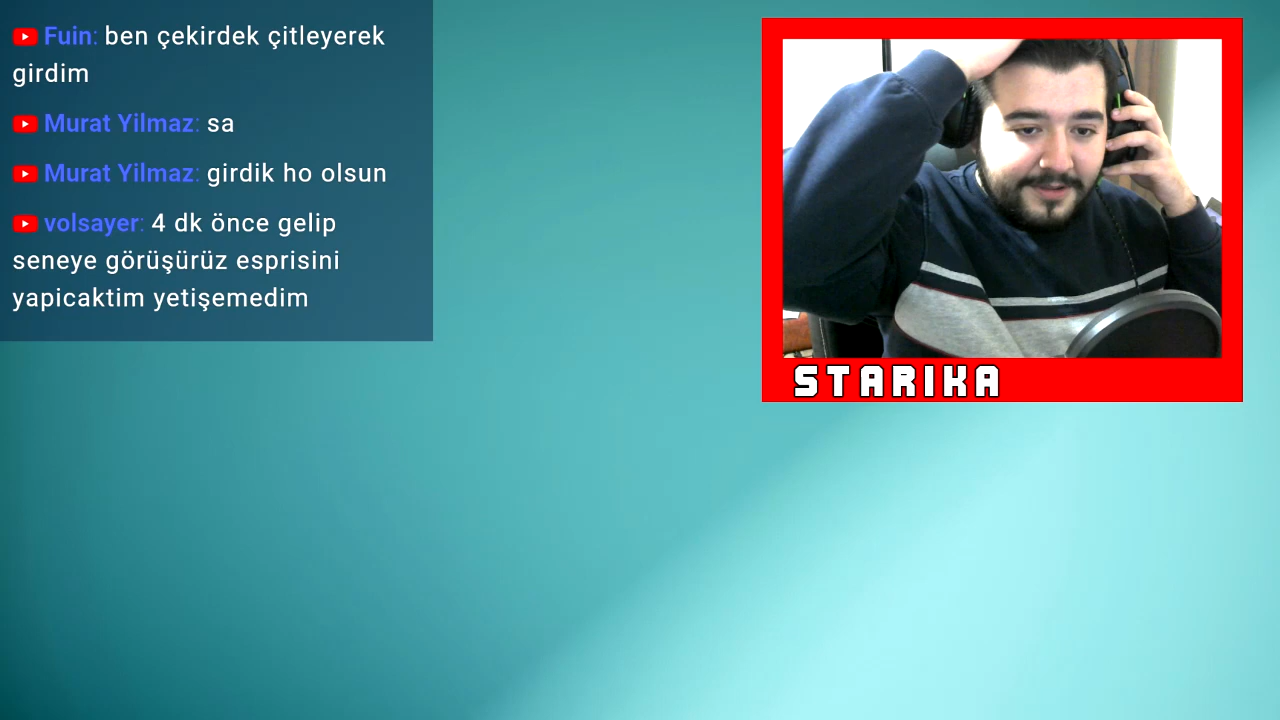 Fuin: ben çekirdek çitleyerek
girdim
Murat Yilmaz: sa
Murat Yilmaz: girdik ho olsun
volsayer: 4 dk önce gelip
seneye görüşürüz esprisini
yapicaktim yetişemedim
STARIKA